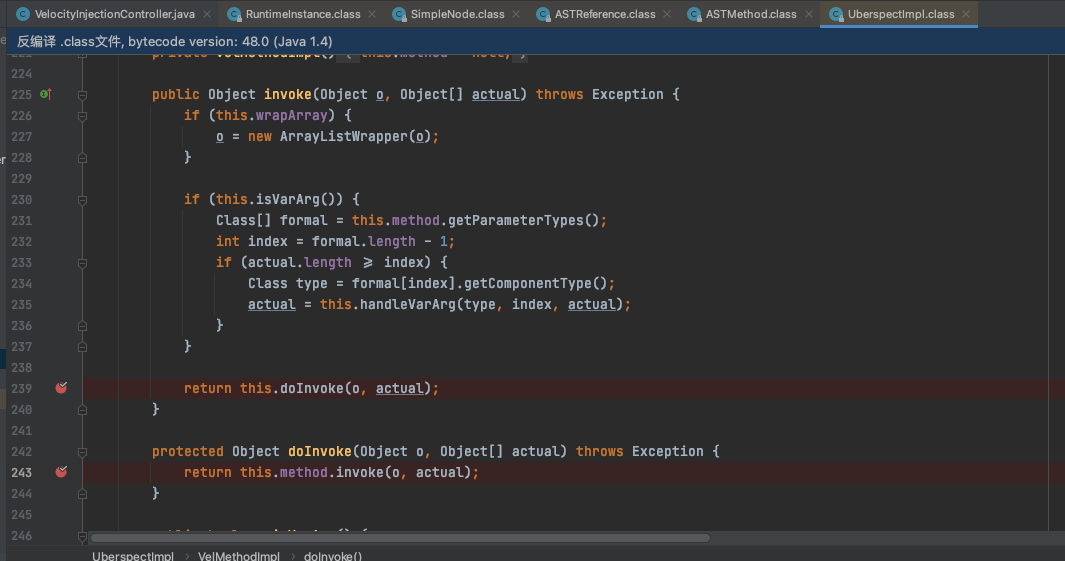 VelocityInjectionController.java RuntimeInstance.class SimpleNode.class ASTReference.class ASTMethod.class UberspectImpl.class
反编译 .class文件, bytecode version: 48.0 (Java 1.4)
224
225 public Object invoke(Object o, Object[] actual) throws Exception {
226 if (this.wrapArray) {
227 o = new ArrayListWrapper(o);
228 }
229
230 if (this.isVarArg()) {
231 Class[] formal = this.method.getParameterTypes();
232 int index = formal.length - 1;
233 if (actual.length >= index) {
234 Class type = formal[index].getComponentType();
235 actual = this.handleVarArg(type, index, actual);
236 }
237 }
238
239 return this.doInvoke(o, actual);
240 }
241
242 protected Object doInvoke(Object o, Object[] actual) throws Exception {
243 return this.method.invoke(o, actual);
244 }
245
246
UberspectImpl › VelMethodImpl › doInvoke()